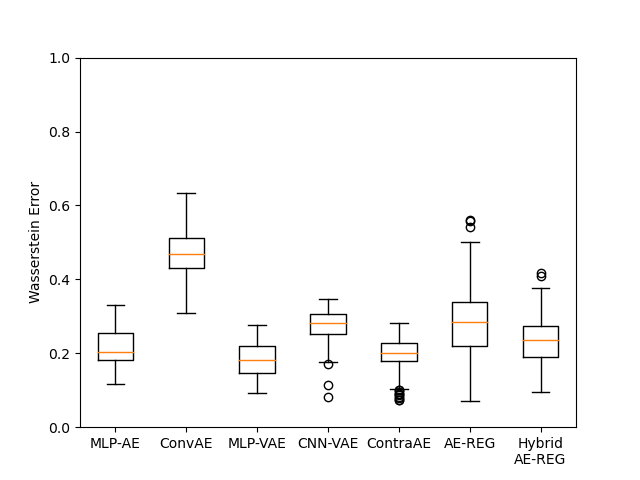 1.0
0.8
0.6
0.4
0.2
0.0
Wasserstein Error
MLP-AE ConvAE MLP-VAE CNN-VAE ContraAE AE-REG Hybrid
AE-REG